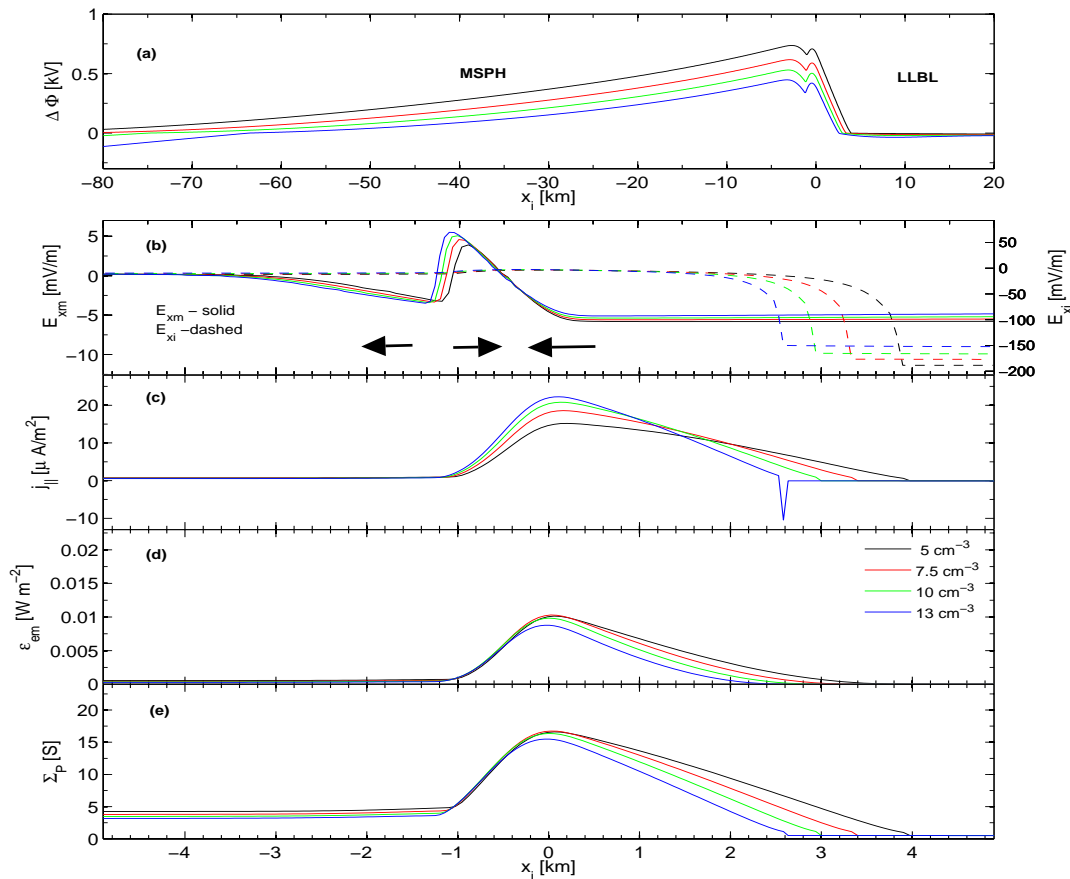 (a)
MSPH
LLBL
Δ Φ [kV]
1
0.5
0
−80 −70 −60 −50 −40 −30 −20 −10 0 10 20
x_i [km]
(b)
E_xm [mV/m]
5
0
−5
−10
E_xm – solid
E_xi –dashed
50
0
−50
−100
−150
−200
E_xi [mV/m]
(c)
j_|| [μ A/m²]
20
10
0
−10
(d)
ε_em [W m⁻²]
0.02
0.015
0.01
0.005
0
5 cm⁻³
7.5 cm⁻³
10 cm⁻³
13 cm⁻³
(e)
Σ_P [S]
20
15
10
5
0
−4 −3 −2 −1 0 1 2 3 4
x_i [km]